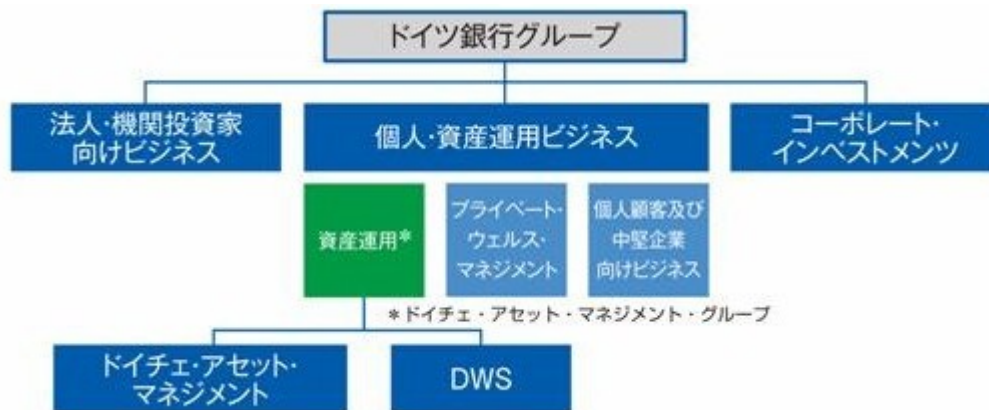 ドイツ銀行グループ
法人・機関投資家
向けビジネス
個人・資産運用ビジネス
コーポレート・
インベストメンツ
資産運用*
プライベート・
ウェルス・
マネジメント
個人顧客及び
中堅企業
向けビジネス
*ドイチェ・アセット・マネジメント・グループ
ドイチェ・アセット・
マネジメント
DWS